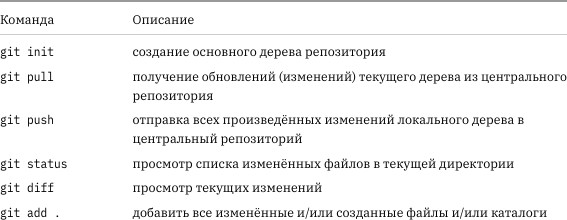 Команда Описание
git init создание основного дерева репозитория
git pull получение обновлений (изменений) текущего дерева из центрального
репозитория
git push отправка всех произведённых изменений локального дерева в
центральный репозиторий
git status просмотр списка изменённых файлов в текущей директории
git diff просмотр текущих изменений
git add . добавить все изменённые и/или созданные файлы и/или каталоги